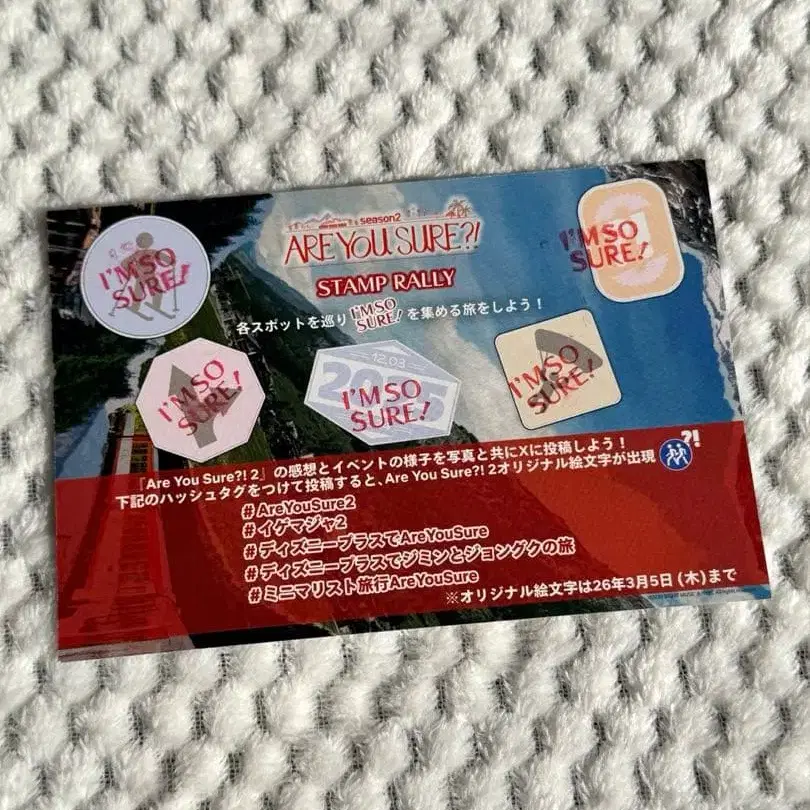 season2
ARE YOU SURE?!
STAMP RALLY
各スポットを巡り I'M SO SURE! を集める旅をしよう！
I'M SO
SURE!
I'M SO
SURE!
I'M SO
SURE!
12.03
2025
I'M SO
SURE!
I'M SO
SURE!
『Are You Sure?! 2』の感想とイベントの様子を写真と共にXに投稿しよう！
下記のハッシュタグをつけて投稿すると、Are You Sure?! 2オリジナル絵文字が出現 ?!
# AreYouSure2
# イゲマジャ2
# ディズニープラスでAreYouSure
# ディズニープラスでジミンとジョングクの旅
# ミニマリスト旅行AreYouSure
※オリジナル絵文字は26年3月5日 (木)まで